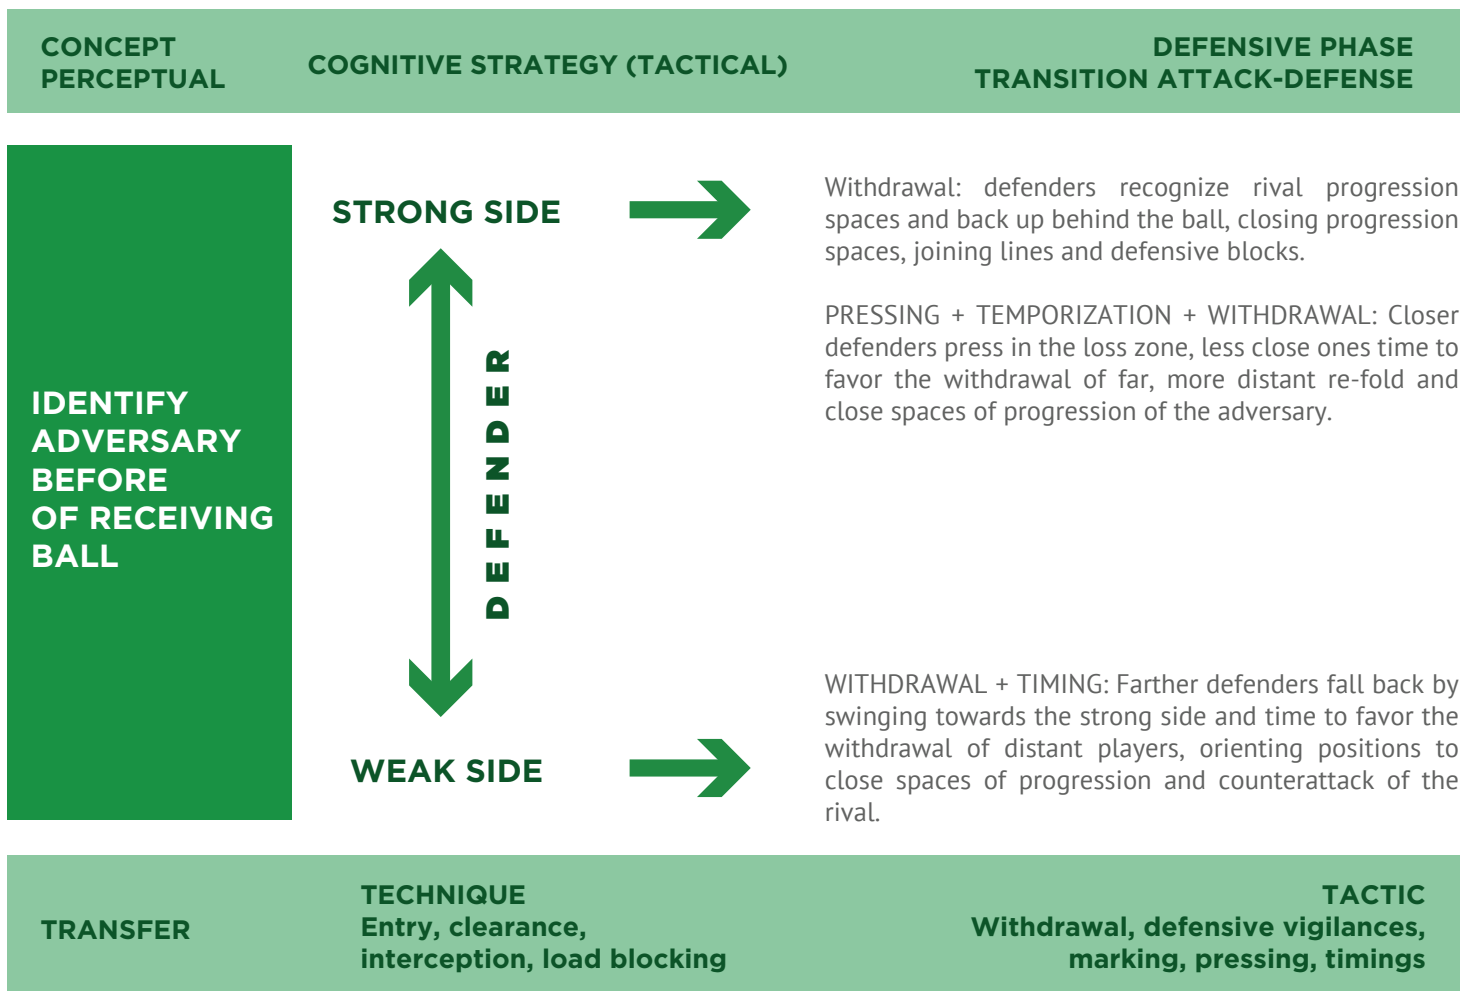 CONCEPT
PERCEPTUAL
COGNITIVE STRATEGY (TACTICAL)
DEFENSIVE PHASE
TRANSITION ATTACK-DEFENSE
IDENTIFY
ADVERSARY
BEFORE
OF RECEIVING
BALL
STRONG SIDE
DEFENDER
WEAK SIDE
Withdrawal: defenders recognize rival progression
spaces and back up behind the ball, closing progression
spaces, joining lines and defensive blocks.
PRESSING + TEMPORIZATION + WITHDRAWAL: Closer
defenders press in the loss zone, less close ones time to
favor the withdrawal of far, more distant re-fold and
close spaces of progression of the adversary.
WITHDRAWAL + TIMING: Farther defenders fall back by
swinging towards the strong side and time to favor the
withdrawal of distant players, orienting positions to
close spaces of progression and counterattack of the
rival.
TRANSFER
TECHNIQUE
Entry, clearance,
interception, load blocking
TACTIC
Withdrawal, defensive vigilances,
marking, pressing, timings